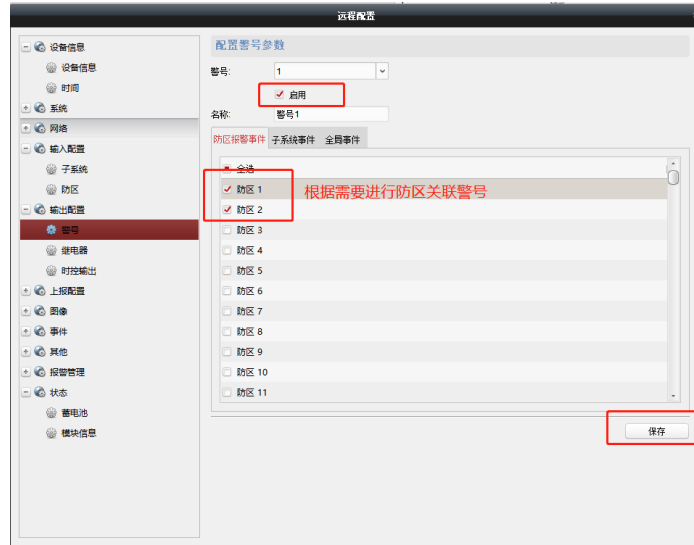 远程配置
设备信息
设备信息
时间
系统
网络
输入配置
子系统
防区
输出配置
警号
继电器
时控输出
上报配置
图像
事件
其他
报警管理
状态
蓄电池
模块信息
配置警号参数
警号: 1
启用
名称: 警号1
防区报警事件 子系统事件 全局事件
全选
防区 1
根据需要进行防区关联警号
防区 2
防区 3
防区 4
防区 5
防区 6
防区 7
防区 8
防区 9
防区 10
防区 11
保存